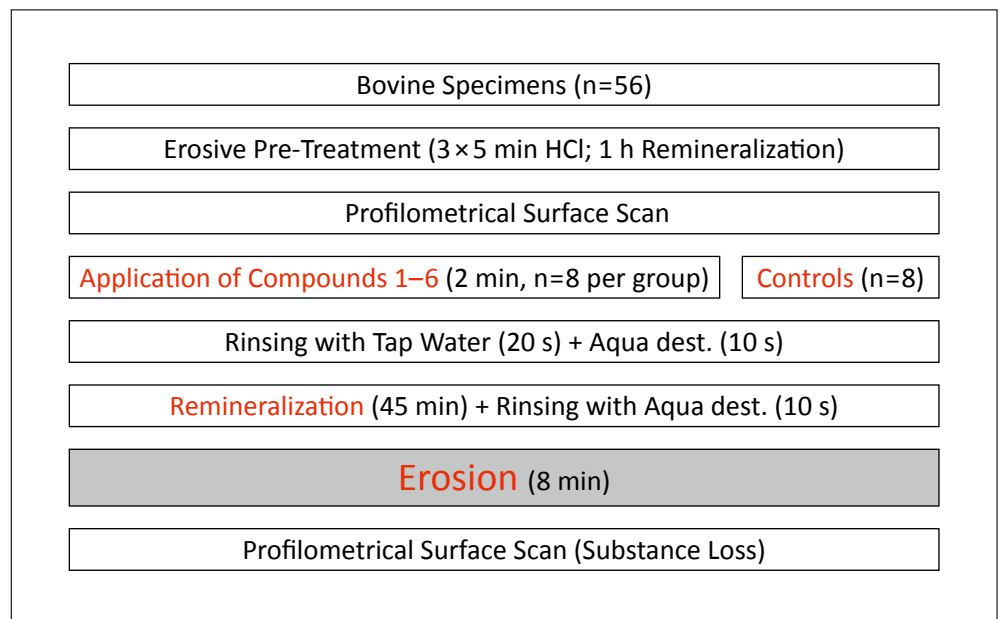 Bovine Specimens (n=56)
Erosive Pre-Treatment (3×5 min HCl; 1 h Remineralization)
Profilometrical Surface Scan
Application of Compounds 1–6 (2 min, n=8 per group)
Controls (n=8)
Rinsing with Tap Water (20 s) + Aqua dest. (10 s)
Remineralization (45 min) + Rinsing with Aqua dest. (10 s)
Erosion (8 min)
Profilometrical Surface Scan (Substance Loss)